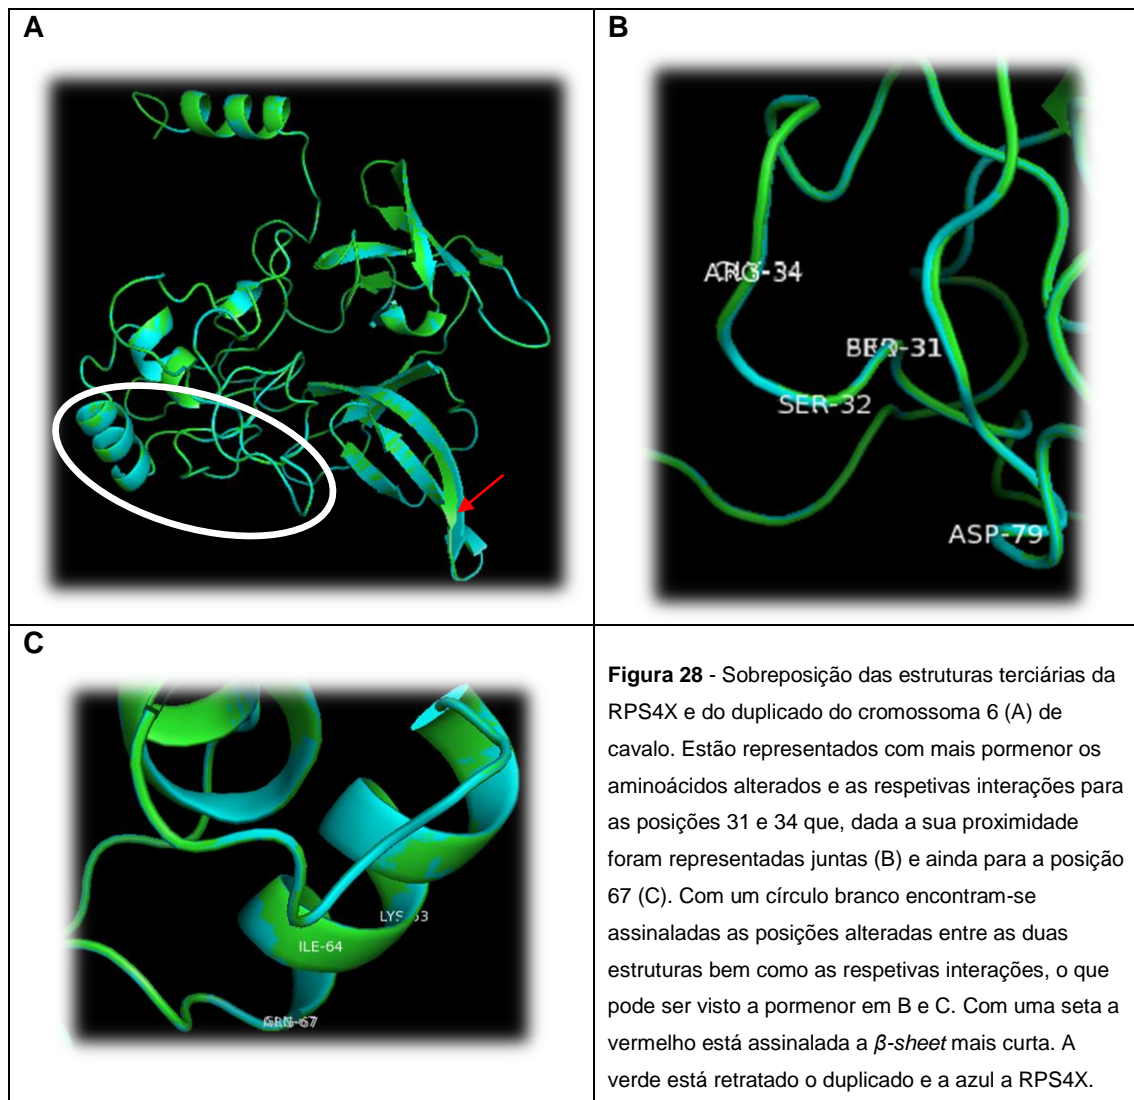 A
B
SER-32
ASP-79
C
ILE-64
Figura 28 - Sobreposição das estruturas terciárias da
RPS4X e do duplicado do cromossoma 6 (A) de
cavalo. Estão representados com mais pormenor os
aminoácidos alterados e as respetivas interações para
as posições 31 e 34 que, dada a sua proximidade
foram representadas juntas (B) e ainda para a posição
67 (C). Com um círculo branco encontram-se
assinaladas as posições alteradas entre as duas
estruturas bem como as respetivas interações, o que
pode ser visto a pormenor em B e C. Com uma seta a
vermelho está assinalada a β-sheet mais curta. A
verde está retratado o duplicado e a azul a RPS4X.